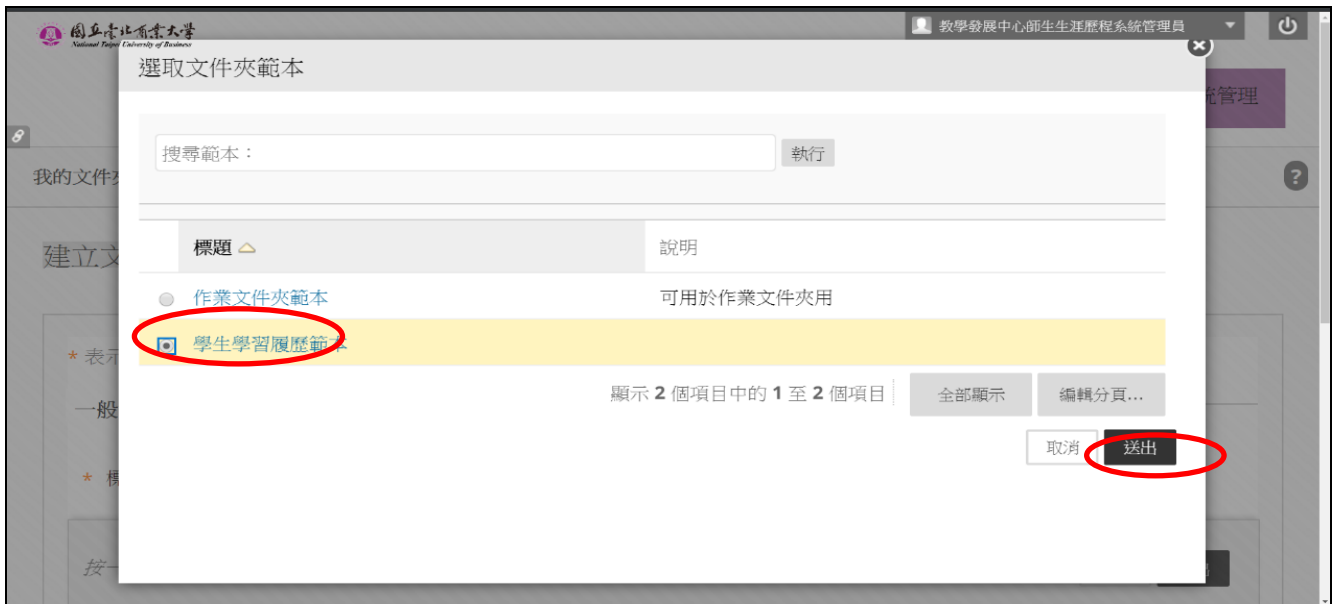 國立臺北商業大學
National Taipei University of Business
教學發展中心師生生涯歷程系統管理員
選取文件夾範本
統管理
搜尋範本：
執行
我的文件夾
?
建立文
標題
說明
作業文件夾範本
可用於作業文件夾用
學生學習履歷範本
* 表示
顯示 2 個項目中的 1 至 2 個項目
全部顯示
編輯分頁...
一般
取消
送出
* 標
按一